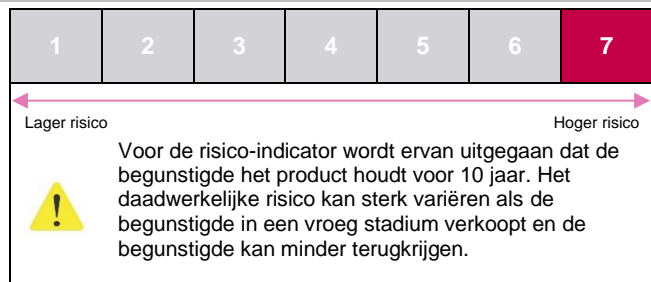 1 2 3 4 5 6 7
Lager risico Hoger risico
Voor de risico-indicator wordt ervan uitgegaan dat de
begunstigde het product houdt voor 10 jaar. Het
daadwerkelijke risico kan sterk variëren als de
begunstigde in een vroeg stadium verkoopt en de
begunstigde kan minder terugkrijgen.